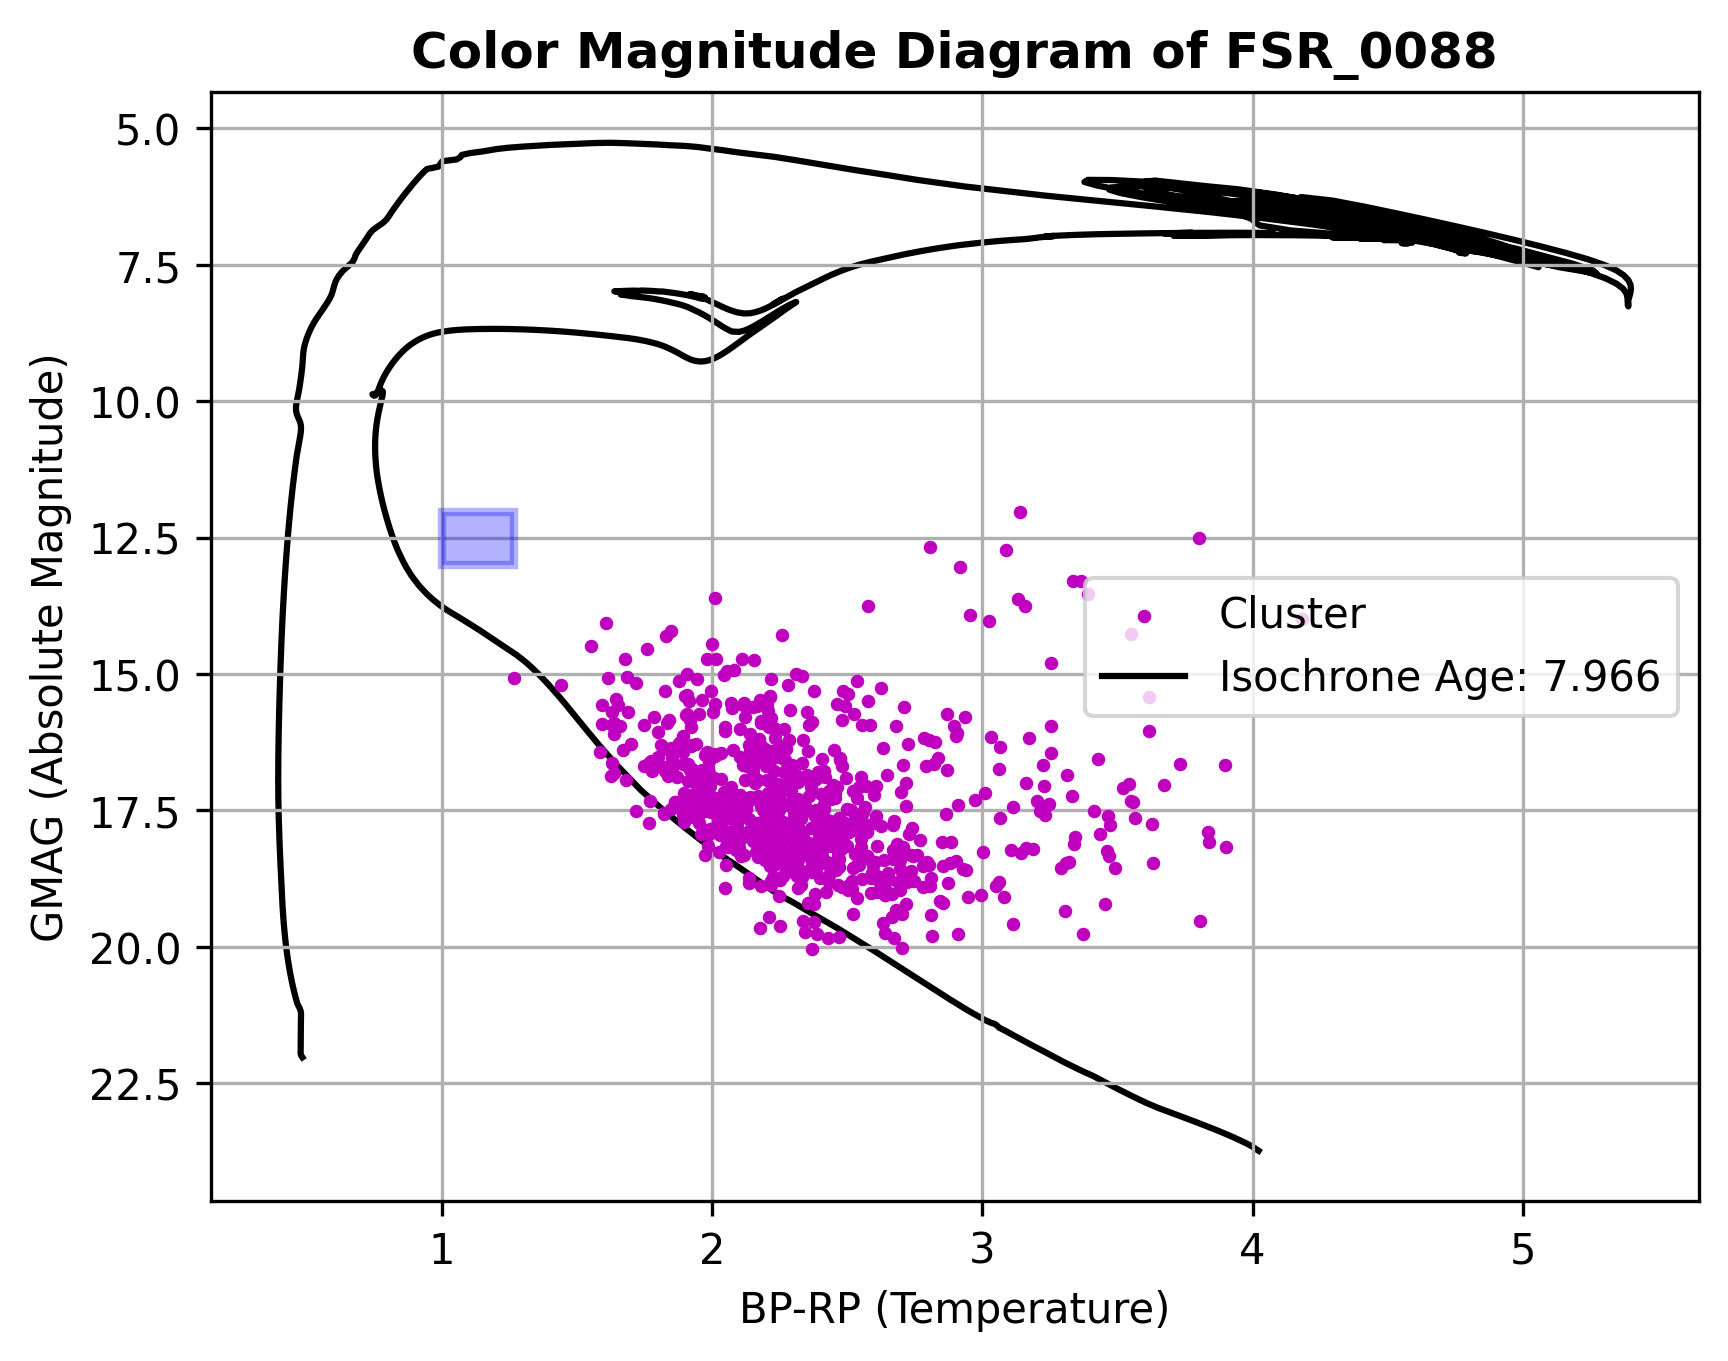 Color Magnitude Diagram of FSR_0088
GMAG (Absolute Magnitude)
5.0
7.5
10.0
12.5
15.0
17.5
20.0
22.5
Cluster
Isochrone Age: 7.966
1
2
3
4
5
BP-RP (Temperature)